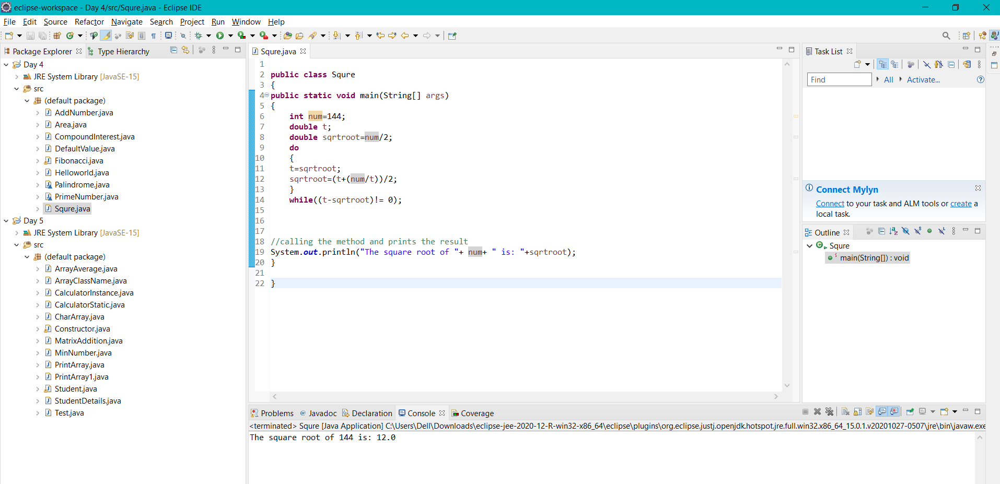 eclipse-workspace - Day 4/src/Squre.java - Eclipse IDE
File Edit Source Refactor Navigate Search Project Run Window Help
Package Explorer Type Hierarchy
Day 4
JRE System Library [JavaSE-15]
src
(default package)
AddNumber.java
Area.java
CompoundInterest.java
DefaultValue.java
Fibonacci.java
Helloworld.java
Palindrome.java
PrimeNumber.java
Squre.java
Day 5
JRE System Library [JavaSE-15]
src
(default package)
ArrayAverage.java
ArrayClassName.java
CalculatorInstance.java
CalculatorStatic.java
CharArray.java
Constructor.java
MatrixAddition.java
MinNumber.java
PrintArray.java
PrintArray1.java
Student.java
StudentDetails.java
Test.java
Squre.java
1
2 public class Squre
3 {
4 public static void main(String[] args)
5 {
6 int num=144;
7 double t;
8 double sqrtroot=num/2;
9 do
10 {
11 t=sqrtroot;
12 sqrtroot=(t+(num/t))/2;
13 }
14 while((t-sqrtroot)!= 0);
15
16
17
18 //calling the method and prints the result
19 System.out.println("The square root of "+ num+ " is: "+sqrtroot);
20 }
21
22 }
Task List
Find All Activate...
Connect Mylyn
Connect to your task and ALM tools or create a
local task.
Outline
Squre
main(String[]) : void
Problems @ Javadoc Declaration Console Coverage
<terminated> Squre [Java Application] C:\Users\Dell\Downloads\eclipse-jee-2020-12-R-win32-x86_64\eclipse\plugins\org.eclipse.justj.openjdk.hotspot.jre.full.win32.x86_64_15.0.1.v20201027-0507\jre\bin\javaw.exe
The square root of 144 is: 12.0